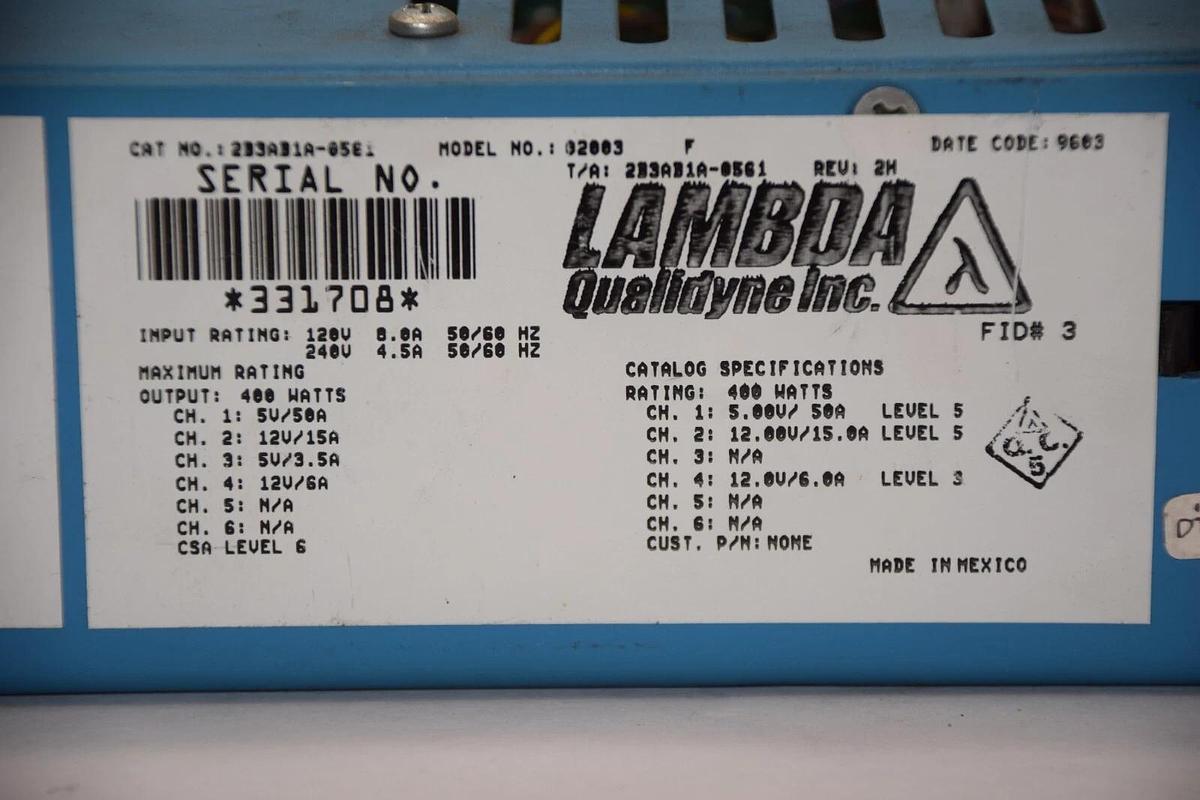 CAT NO.: 2B3AB1A-0561 MODEL NO.: 02003 F DATE CODE: 9603
SERIAL NO. T/A: 2B3AB1A-0561 REV: 2H
LAMBDA
Qualidyne Inc.
λ
*331708*
FID# 3
INPUT RATING: 120V 8.0A 50/60 HZ
240V 4.5A 50/60 HZ
MAXIMUM RATING
OUTPUT: 400 WATTS
CH. 1: 5V/50A
CH. 2: 12V/15A
CH. 3: 5V/3.5A
CH. 4: 12V/6A
CH. 5: N/A
CH. 6: N/A
CSA LEVEL 6
CATALOG SPECIFICATIONS
RATING: 400 WATTS
CH. 1: 5.00V/ 50A LEVEL 5
CH. 2: 12.00V/15.0A LEVEL 5
CH. 3: N/A
CH. 4: 12.0V/6.0A LEVEL 3
CH. 5: N/A
CH. 6: N/A
CUST. P/N: NONE
Q.C.
5
MADE IN MEXICO